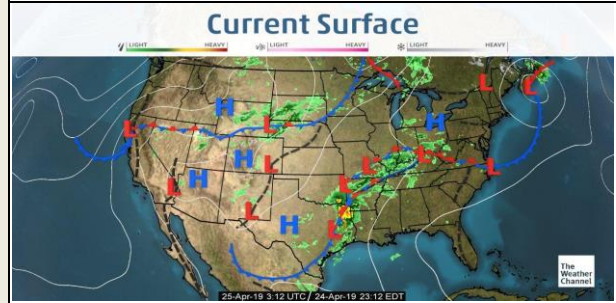 Current Surface
LIGHT HEAVY LIGHT HEAVY LIGHT HEAVY
L
L
L
H
L
H
H
L
L
L
H
L
L
L
L
L
H
L
25-Apr-19 3:12 UTC / 24-Apr-19 23:12 EDT
The
Weather
Channel